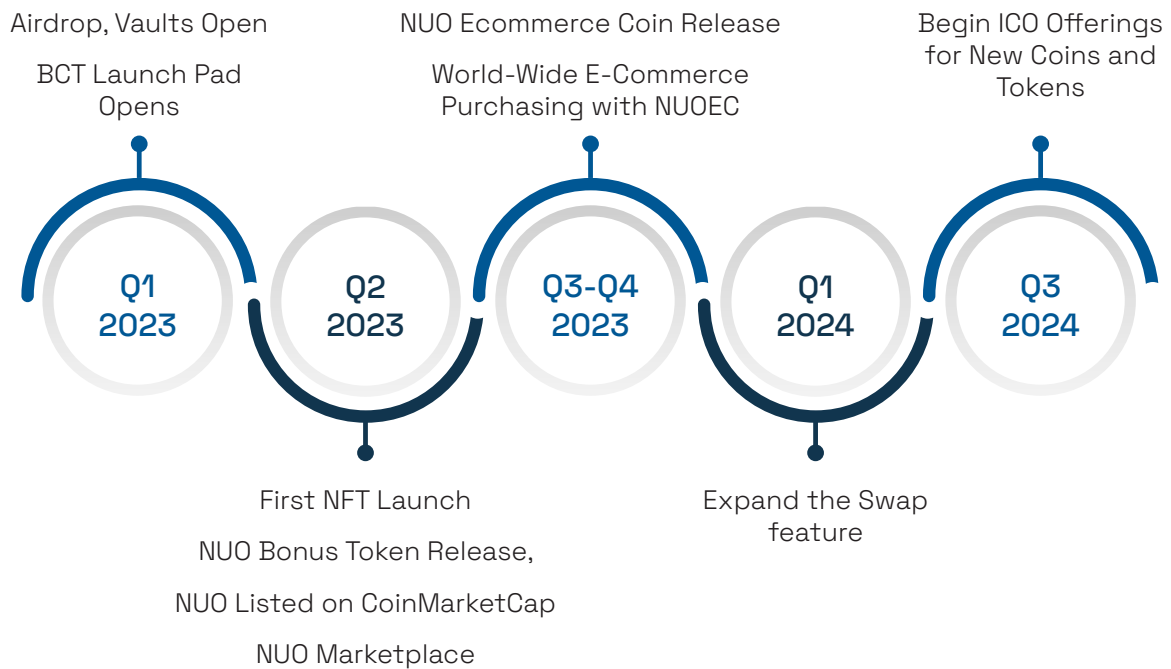 Airdrop, Vaults Open
BCT Launch Pad
Opens
Q1
2023
Q2
2023
First NFT Launch
NUO Bonus Token Release,
NUO Listed on CoinMarketCap
NUO Marketplace
NUO Ecommerce Coin Release
World-Wide E-Commerce
Purchasing with NUOEC
Q3-Q4
2023
Q1
2024
Expand the Swap
feature
Begin ICO Offerings
for New Coins and
Tokens
Q3
2024